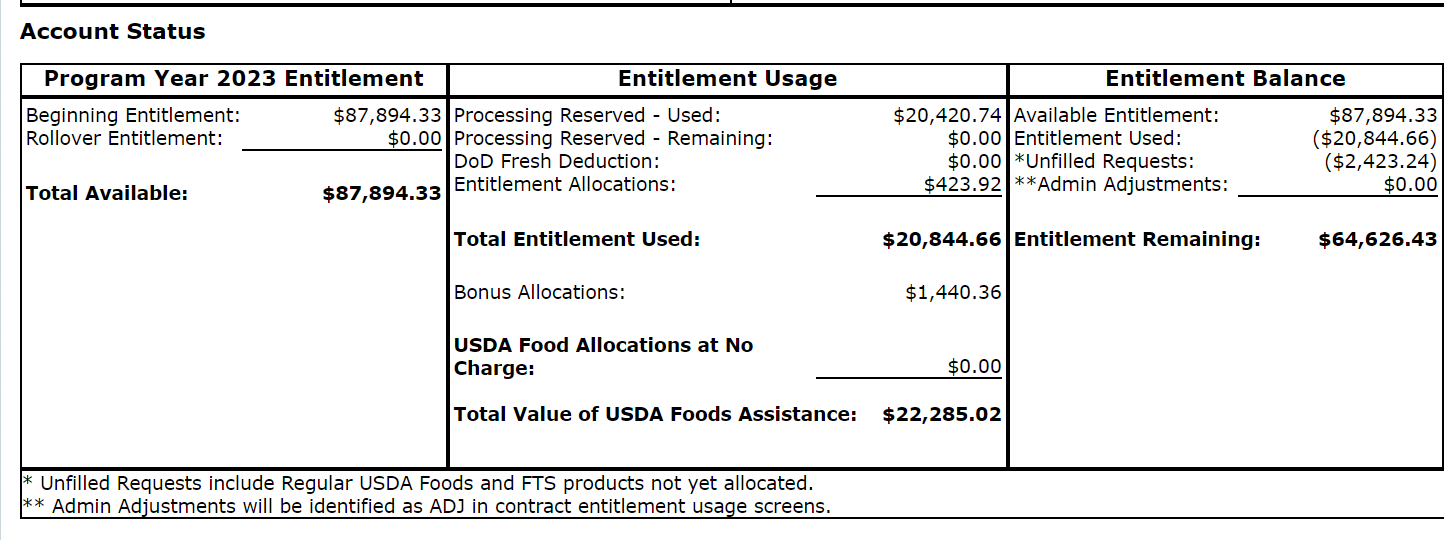 Account Status
Program Year 2023 Entitlement
Beginning Entitlement: $87,894.33
Rollover Entitlement: $0.00
Total Available: $87,894.33
Entitlement Usage
Processing Reserved - Used: $20,420.74
Processing Reserved - Remaining: $0.00
DoD Fresh Deduction: $0.00
Entitlement Allocations: $423.92
Total Entitlement Used: $20,844.66
Bonus Allocations: $1,440.36
USDA Food Allocations at No
Charge: $0.00
Total Value of USDA Foods Assistance: $22,285.02
Entitlement Balance
Available Entitlement: $87,894.33
Entitlement Used: ($20,844.66)
*Unfilled Requests: ($2,423.24)
**Admin Adjustments: $0.00
Entitlement Remaining: $64,626.43
* Unfilled Requests include Regular USDA Foods and FTS products not yet allocated.
** Admin Adjustments will be identified as ADJ in contract entitlement usage screens.